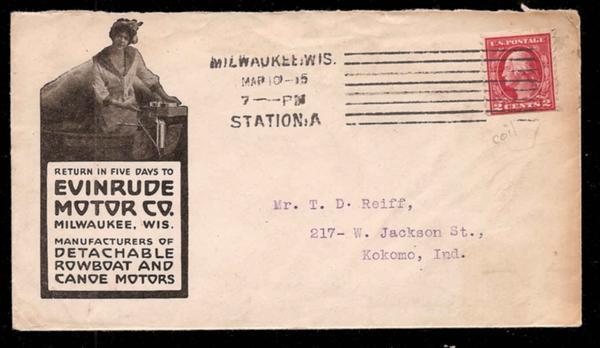 MILWAUKEE, WIS.
MAR 10 - 15
7 - PM
STATION, A
U.S. POSTAGE
2 CENTS 2
coil
RETURN IN FIVE DAYS TO
EVINRUDE
MOTOR CO.
MILWAUKEE, WIS.
MANUFACTURERS OF
DETACHABLE
ROWBOAT AND
CANOE MOTORS
Mr. T. D. Reiff,
217- W. Jackson St.,
Kokomo, Ind.